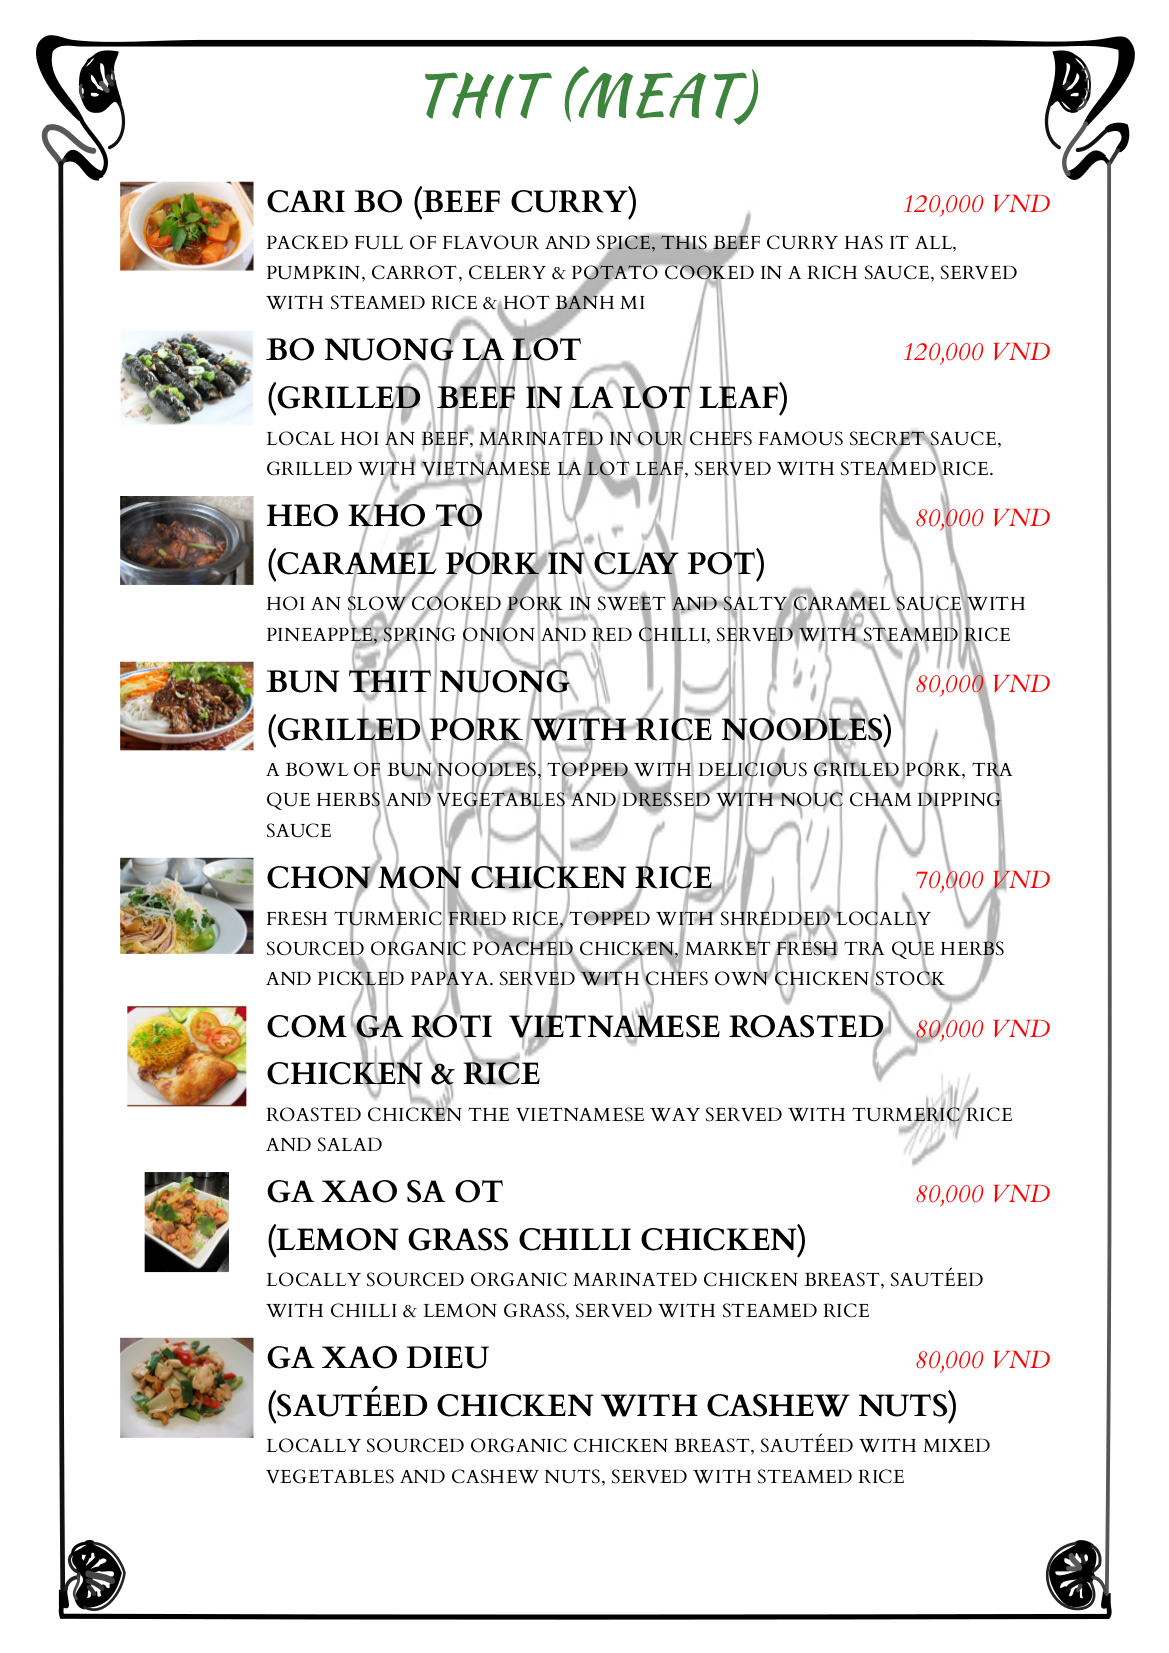 THIT (MEAT)
CARI BO (BEEF CURRY) 120,000 VND
PACKED FULL OF FLAVOUR AND SPICE, THIS BEEF CURRY HAS IT ALL,
PUMPKIN, CARROT, CELERY & POTATO COOKED IN A RICH SAUCE, SERVED
WITH STEAMED RICE & HOT BANH MI
BO NUONG LA LOT 120,000 VND
(GRILLED BEEF IN LA LOT LEAF)
LOCAL HOI AN BEEF, MARINATED IN OUR CHEFS FAMOUS SECRET SAUCE,
GRILLED WITH VIETNAMESE LA LOT LEAF, SERVED WITH STEAMED RICE.
HEO KHO TO 80,000 VND
(CARAMEL PORK IN CLAY POT)
HOI AN SLOW COOKED PORK IN SWEET AND SALTY CARAMEL SAUCE WITH
PINEAPPLE, SPRING ONION AND RED CHILLI, SERVED WITH STEAMED RICE
BUN THIT NUONG 80,000 VND
(GRILLED PORK WITH RICE NOODLES)
A BOWL OF BUN NOODLES, TOPPED WITH DELICIOUS GRILLED PORK, TRA
QUE HERBS AND VEGETABLES AND DRESSED WITH NOUC CHAM DIPPING
SAUCE
CHON MON CHICKEN RICE 70,000 VND
FRESH TURMERIC FRIED RICE, TOPPED WITH SHREDDED LOCALLY
SOURCED ORGANIC POACHED CHICKEN, MARKET FRESH TRA QUE HERBS
AND PICKLED PAPAYA. SERVED WITH CHEFS OWN CHICKEN STOCK
COM GA ROTI VIETNAMESE ROASTED 80,000 VND
CHICKEN & RICE
ROASTED CHICKEN THE VIETNAMESE WAY SERVED WITH TURMERIC RICE
AND SALAD
GA XAO SA OT 80,000 VND
(LEMON GRASS CHILLI CHICKEN)
LOCALLY SOURCED ORGANIC MARINATED CHICKEN BREAST, SAUTÉED
WITH CHILLI & LEMON GRASS, SERVED WITH STEAMED RICE
GA XAO DIEU 80,000 VND
(SAUTÉED CHICKEN WITH CASHEW NUTS)
LOCALLY SOURCED ORGANIC CHICKEN BREAST, SAUTÉED WITH MIXED
VEGETABLES AND CASHEW NUTS, SERVED WITH STEAMED RICE